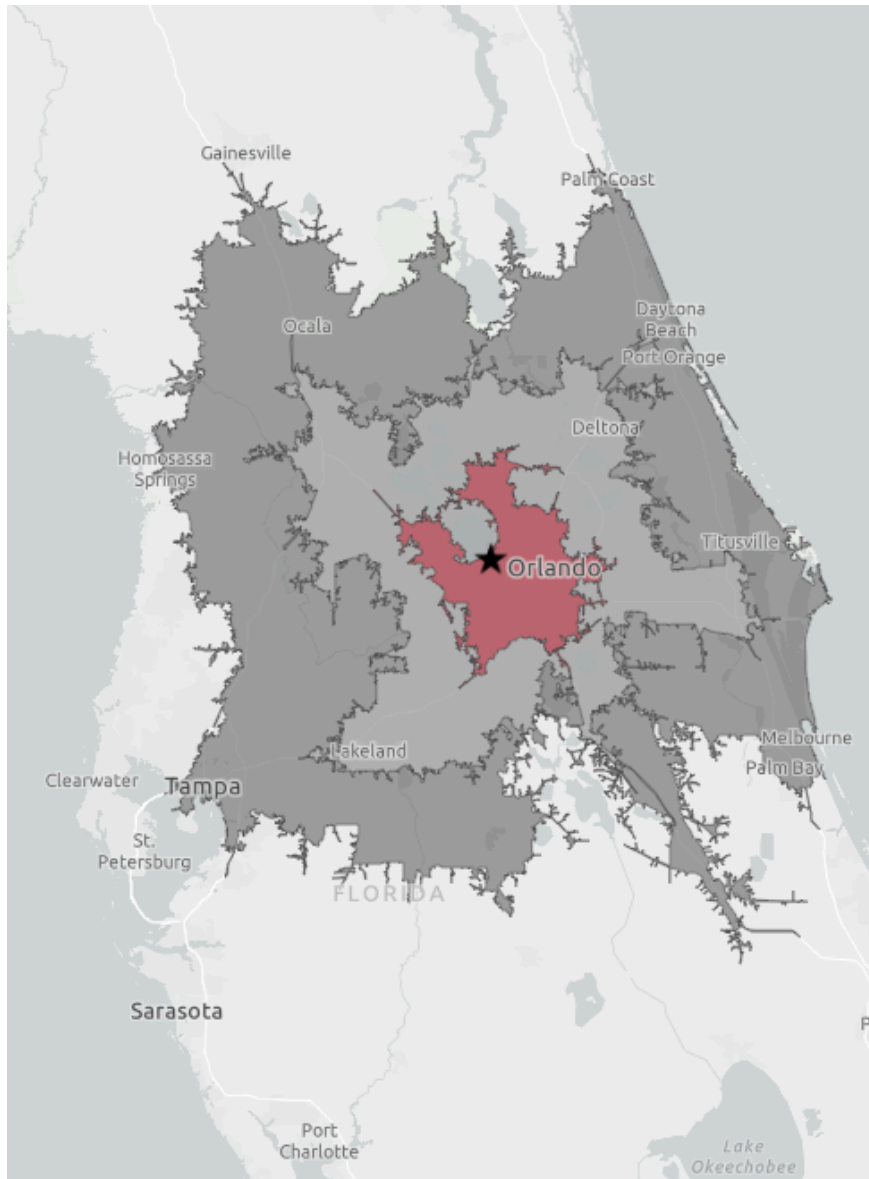 Gainesville
Palm Coast
Ocala
Daytona
Beach
Port Orange
Deltona
Homosassa
Springs
Titusville
Orlando
Melbourne
Lakeland
Palm Bay
Clearwater
Tampa
St.
Petersburg
FLORIDA
Sarasota
P
Port
Charlotte
Lake
Okeechobee